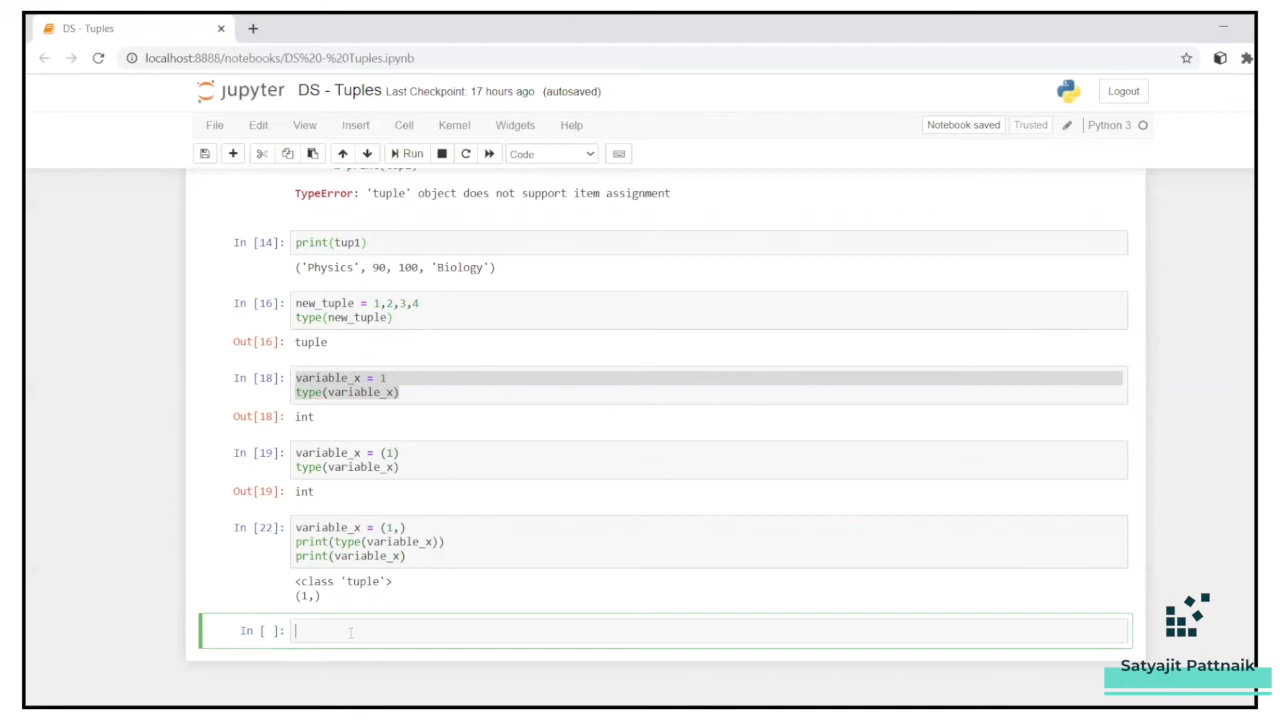 DS - Tuples
localhost:8888/notebooks/DS%20-%20Tuples.ipynb
jupyter DS - Tuples Last Checkpoint: 17 hours ago (autosaved)
Logout
File Edit View Insert Cell Kernel Widgets Help
Notebook saved Trusted Python 3
Run Code
TypeError: 'tuple' object does not support item assignment
In [14]: print(tup1)
('Physics', 90, 100, 'Biology')
In [16]: new_tuple = 1,2,3,4
type(new_tuple)
Out[16]: tuple
In [18]: variable_x = 1
type(variable_x)
Out[18]: int
In [19]: variable_x = (1)
type(variable_x)
Out[19]: int
In [22]: variable_x = (1,)
print(type(variable_x))
print(variable_x)
<class 'tuple'>
(1,)
In [ ]:
Satyajit Pattnaik